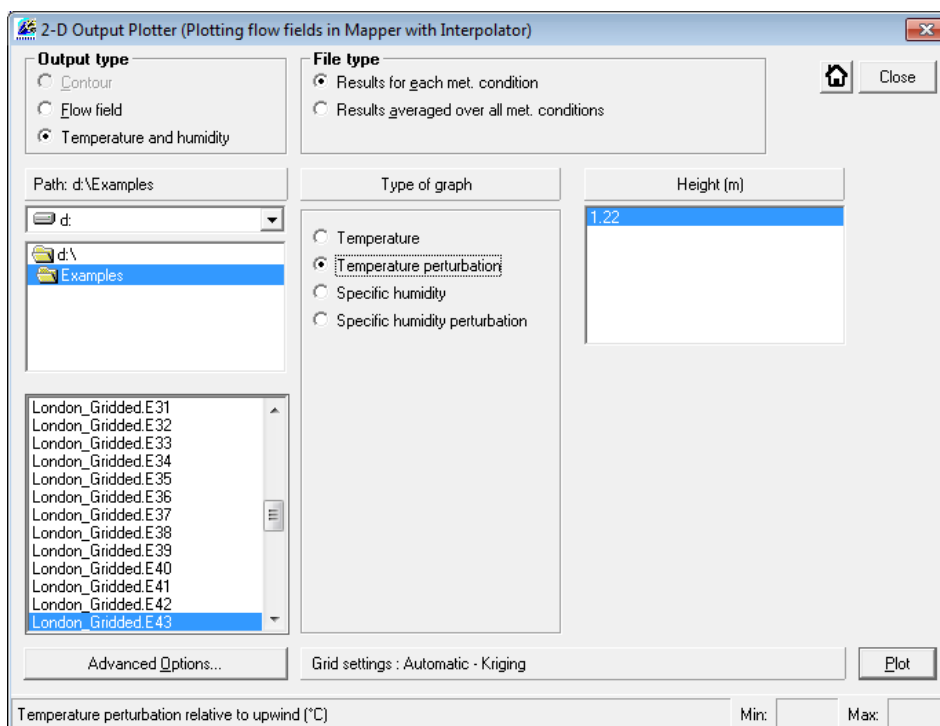 2-D Output Plotter (Plotting flow fields in Mapper with Interpolator)
Output type
Contour
Flow field
Temperature and humidity
File type
Results for each met. condition
Results averaged over all met. conditions
Close
Path: d:\Examples
d:
d:\
Examples
Type of graph
Temperature
Temperature perturbation
Specific humidity
Specific humidity perturbation
Height (m)
1.22
London_Gridded.E31
London_Gridded.E32
London_Gridded.E33
London_Gridded.E34
London_Gridded.E35
London_Gridded.E36
London_Gridded.E37
London_Gridded.E38
London_Gridded.E39
London_Gridded.E40
London_Gridded.E41
London_Gridded.E42
London_Gridded.E43
Advanced Options...
Grid settings : Automatic - Kriging
Plot
Temperature perturbation relative to upwind (°C)
Min:
Max: